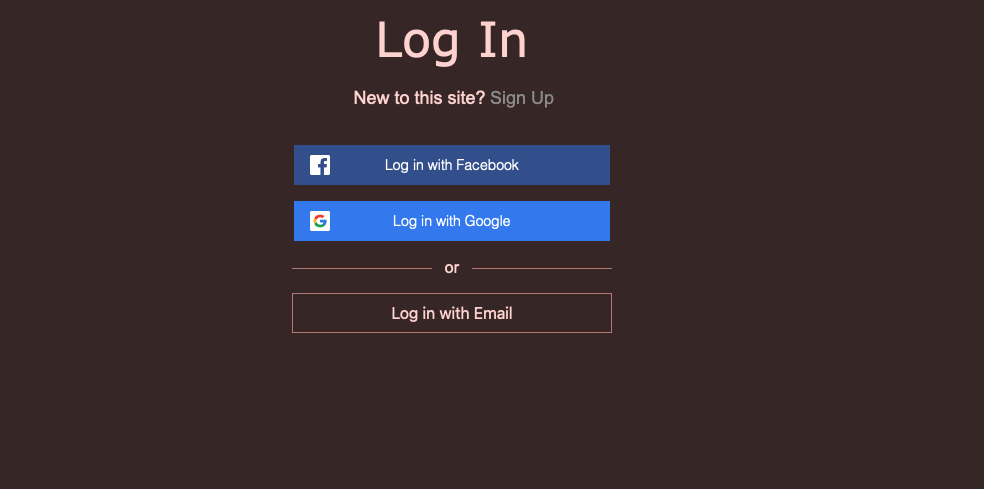 Log In
New to this site? Sign Up
Log in with Facebook
Log in with Google
or
Log in with Email